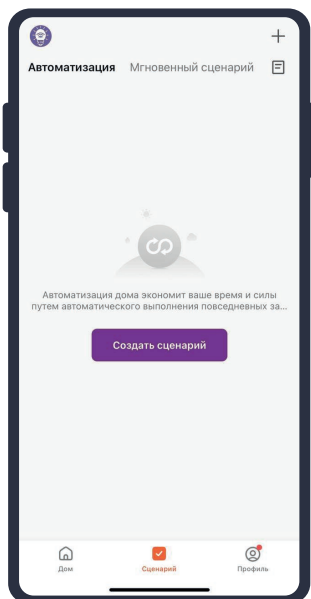 Автоматизация Мгновенный сценарий
Автоматизация дома экономит ваше время и силы
путем автоматического выполнения повседневных за...
Создать сценарий
Дом Сценарий Профиль